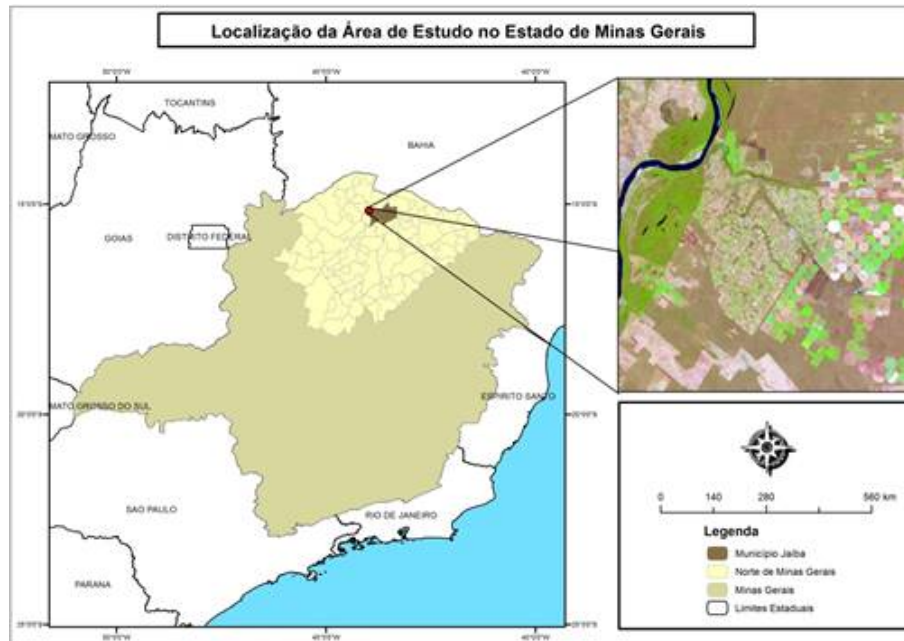 Localização da Área de Estudo no Estado de Minas Gerais
TOCANTINS
MATO GROSSO
BAHIA
GOIAS
DISTRITO FEDERAL
MATO GROSSO DO SUL
ESPIRITO SANTO
SAO PAULO
RIO DE JANEIRO
PARANA
0 140 280 560 km
Legenda
Município Jaíba
Norte de Minas Gerais
Minas Gerais
Limites Estaduais